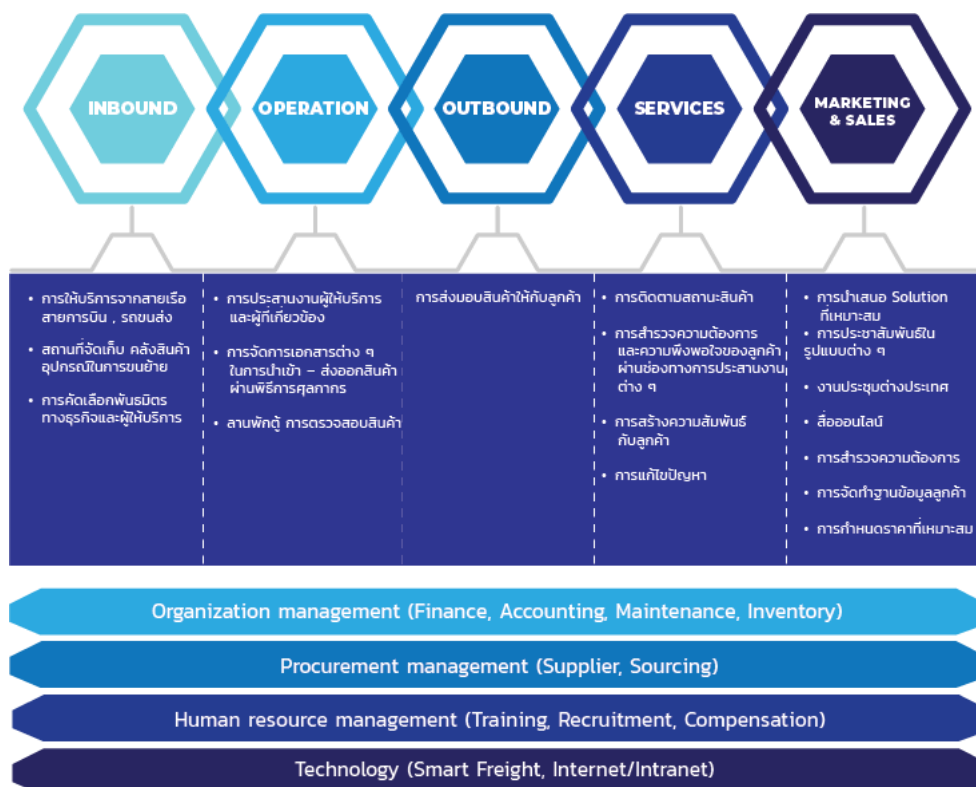 INBOUND
OPERATION
OUTBOUND
SERVICES
MARKETING
& SALES
• การให้บริการจากสายเรือ
สายการบิน , รถขนส่ง
• สถานที่จัดเก็บ คลังสินค้า
อุปกรณ์ในการขนย้าย
• การคัดเลือกพันธมิตร
ทางธุรกิจและผู้ให้บริการ
• การประสานงานผู้ให้บริการ
และผู้ที่เกี่ยวข้อง
• การจัดการเอกสารต่าง ๆ
ในการนำเข้า – ส่งออกสินค้า
ผ่านพิธีการศุลกากร
• ลานพักตู้ การตรวจสอบสินค้า
การส่งมอบสินค้าให้กับลูกค้า
• การติดตามสถานะสินค้า
• การสำรวจความต้องการ
และความพึงพอใจของลูกค้า
ผ่านช่องทางการประสานงาน
ต่าง ๆ
• การสร้างความสัมพันธ์
กับลูกค้า
• การแก้ไขปัญหา
• การนำเสนอ Solution
ที่เหมาะสม
• การประชาสัมพันธ์ใน
รูปแบบต่าง ๆ
• งานประชุมต่างประเทศ
• สื่อออนไลน์
• การสำรวจความต้องการ
• การจัดทำฐานข้อมูลลูกค้า
• การกำหนดราคาที่เหมาะสม
Organization management (Finance, Accounting, Maintenance, Inventory)
Procurement management (Supplier, Sourcing)
Human resource management (Training, Recruitment, Compensation)
Technology (Smart Freight, Internet/Intranet)